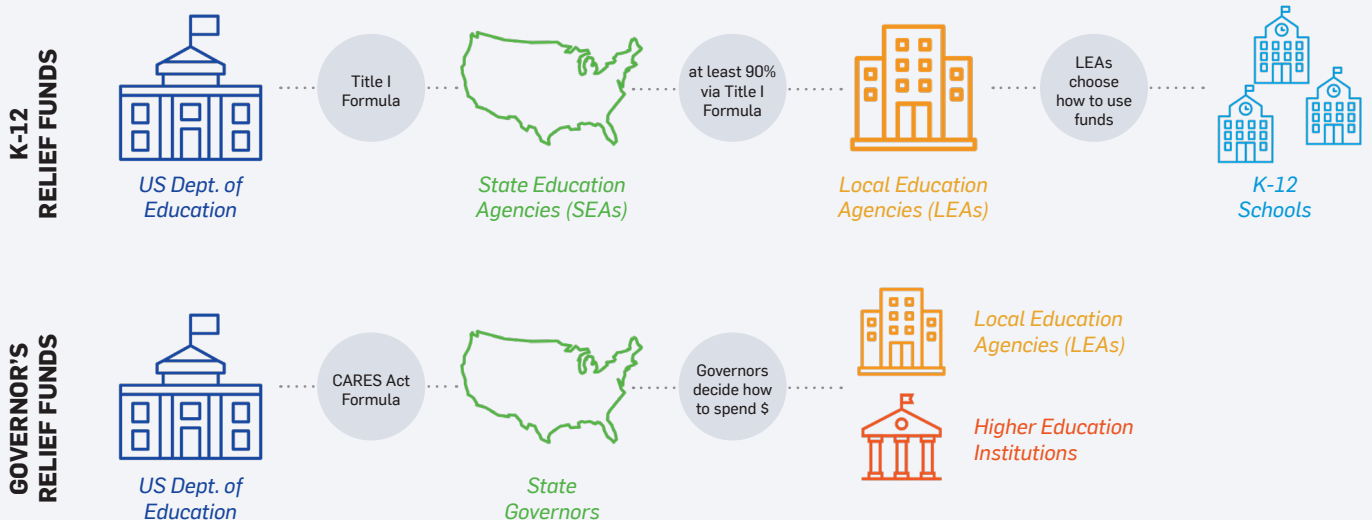 K-12
RELIEF FUNDS
Title I
Formula
at least 90%
via Title I
Formula
LEAs
choose
how to use
funds
US Dept. of
Education
State Education
Agencies (SEAs)
Local Education
Agencies (LEAs)
K-12
Schools
GOVERNOR'S
RELIEF FUNDS
CARES Act
Formula
Governors
decide how
to spend $
Local Education
Agencies (LEAs)
Higher Education
Institutions
US Dept. of
Education
State
Governors